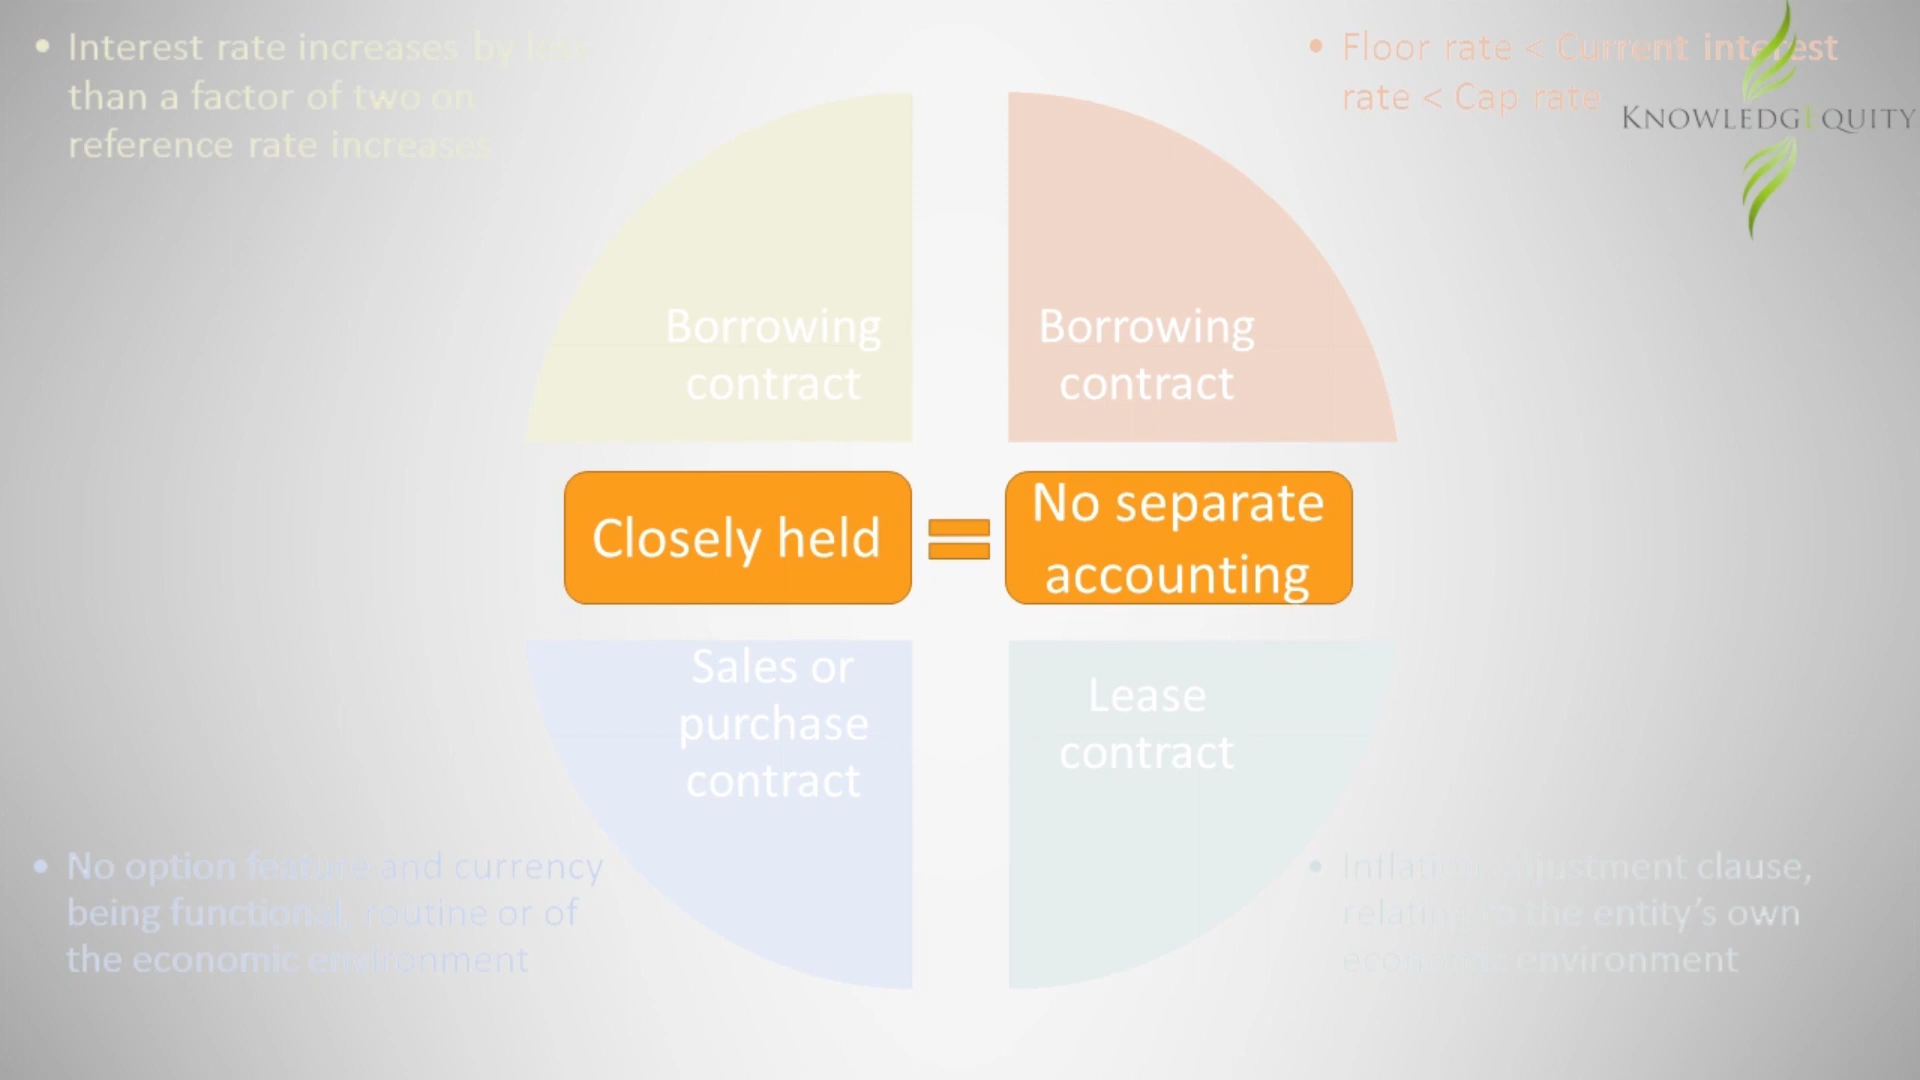 • Interest rate increases by less
than a factor of two on
reference rate increases
• Floor rate < Current interest
rate < Cap rate
KNOWLEDGEQUITY
Borrowing
contract
Borrowing
contract
Closely held
=
No separate
accounting
Sales or
purchase
contract
Lease
contract
• No option feature and currency
being functional, routine or of
the economic environment
• Inflation adjustment clause,
relating to the entity's own
economic environment